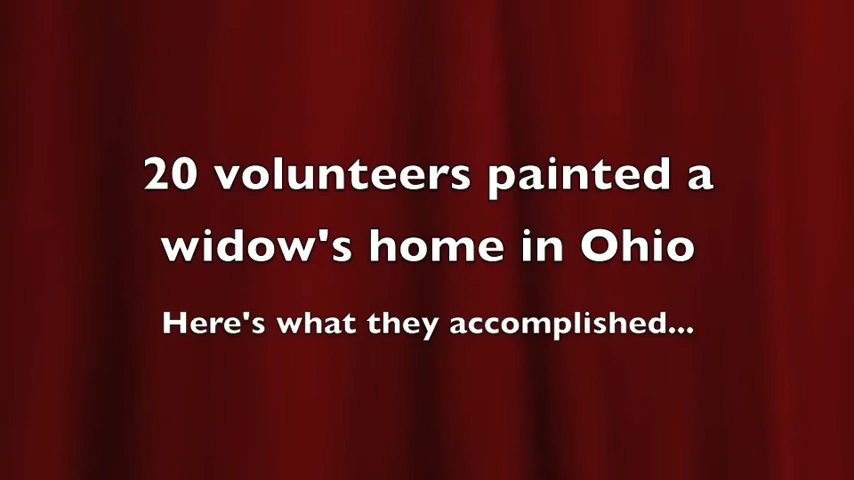 20 volunteers painted a
widow's home in Ohio
Here's what they accomplished...